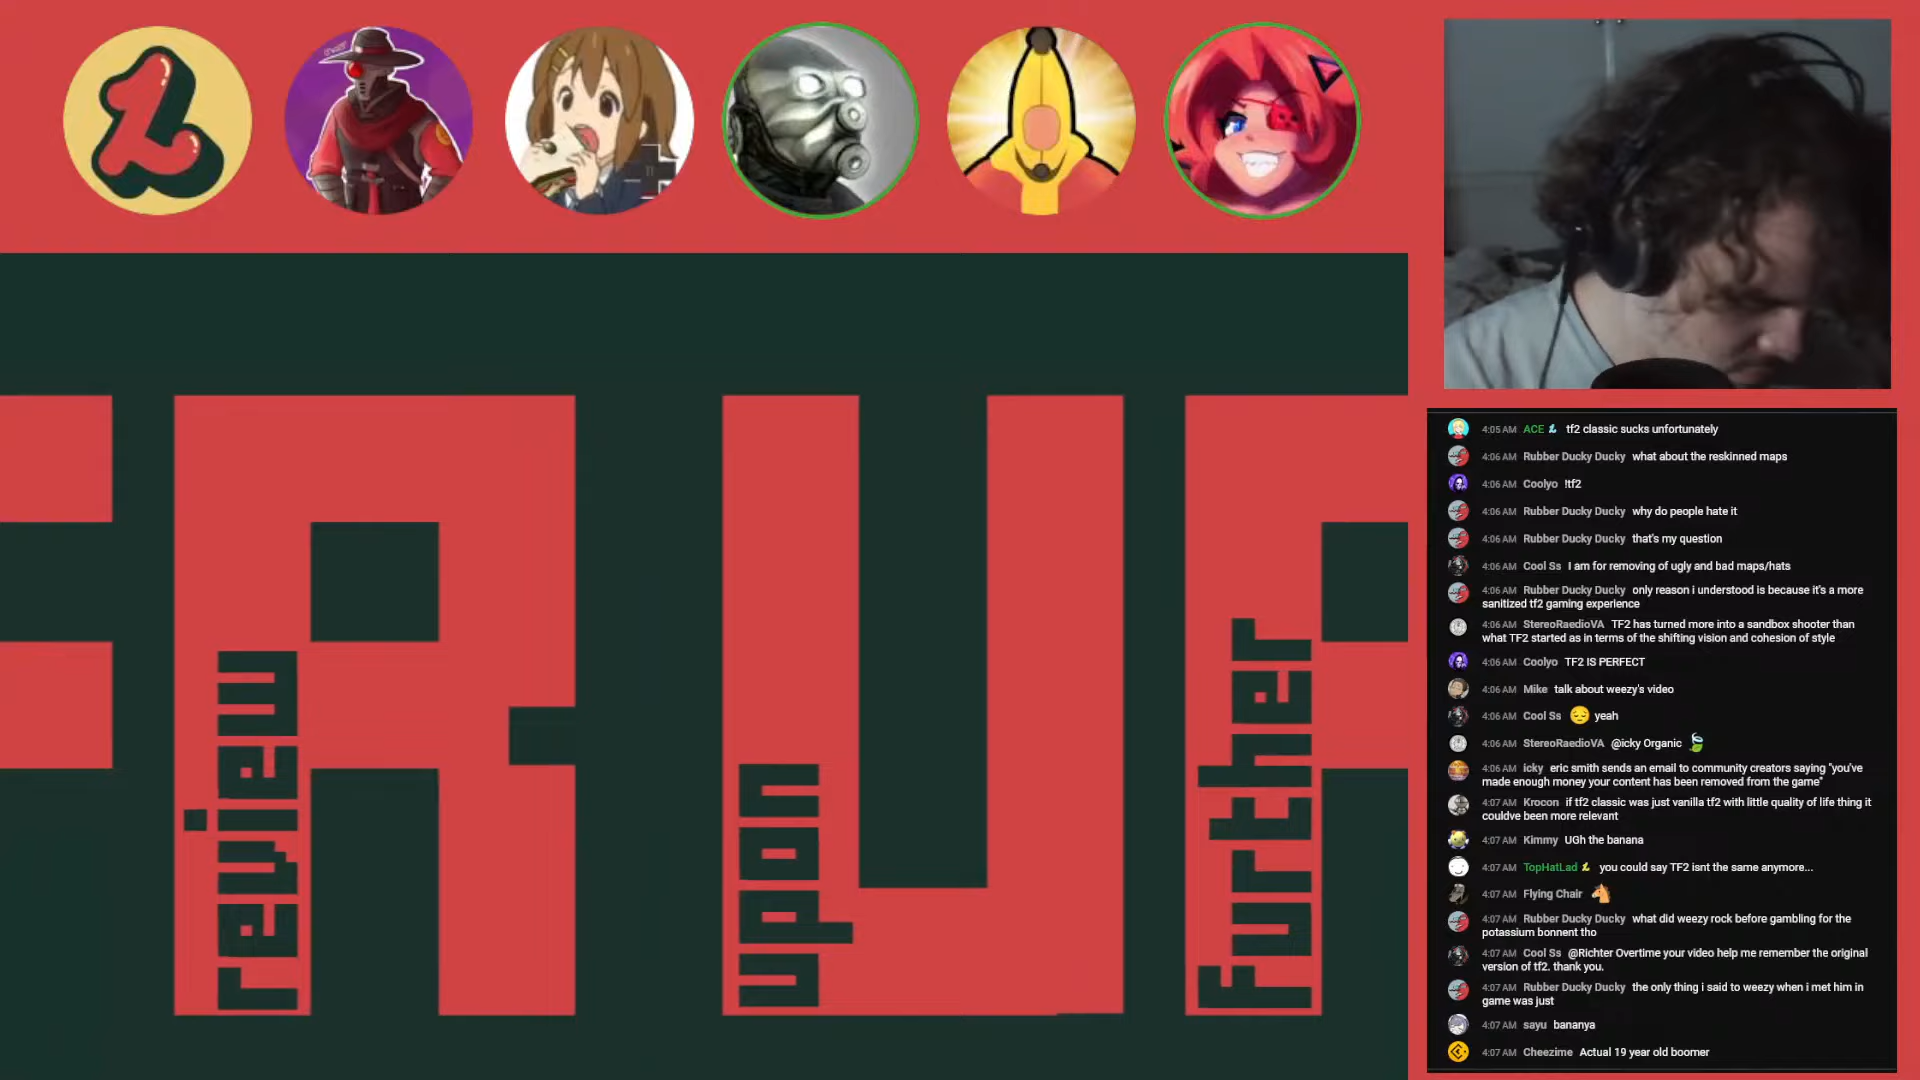 FRUF
review
upon
further
4:05 AM ACE tf2 classic sucks unfortunately
4:06 AM Rubber Ducky Ducky what about the reskinned maps
4:06 AM Coolyo !tf2
4:06 AM Rubber Ducky Ducky why do people hate it
4:06 AM Rubber Ducky Ducky that's my question
4:06 AM Cool Ss I am for removing of ugly and bad maps/hats
4:06 AM Rubber Ducky Ducky only reason i understood is because it's a more
sanitized tf2 gaming experience
4:06 AM StereoRaedioVA TF2 has turned more into a sandbox shooter than
what TF2 started as in terms of the shifting vision and cohesion of style
4:06 AM Coolyo TF2 IS PERFECT
4:06 AM Mike talk about weezy's video
4:06 AM Cool Ss 😔 yeah
4:06 AM StereoRaedioVA @icky Organic 🍃
4:06 AM icky eric smith sends an email to community creators saying "you've
made enough money your content has been removed from the game"
4:07 AM Krocon if tf2 classic was just vanilla tf2 with little quality of life thing it
couldve been more relevant
4:07 AM Kimmy UGh the banana
4:07 AM TopHatLad you could say TF2 isnt the same anymore...
4:07 AM Flying Chair 🐴
4:07 AM Rubber Ducky Ducky what did weezy rock before gambling for the
potassium bonnent tho
4:07 AM Cool Ss @Richter Overtime your video help me remember the original
version of tf2. thank you.
4:07 AM Rubber Ducky Ducky the only thing i said to weezy when i met him in
game was just
4:07 AM sayu bananya
4:07 AM Cheezime Actual 19 year old boomer